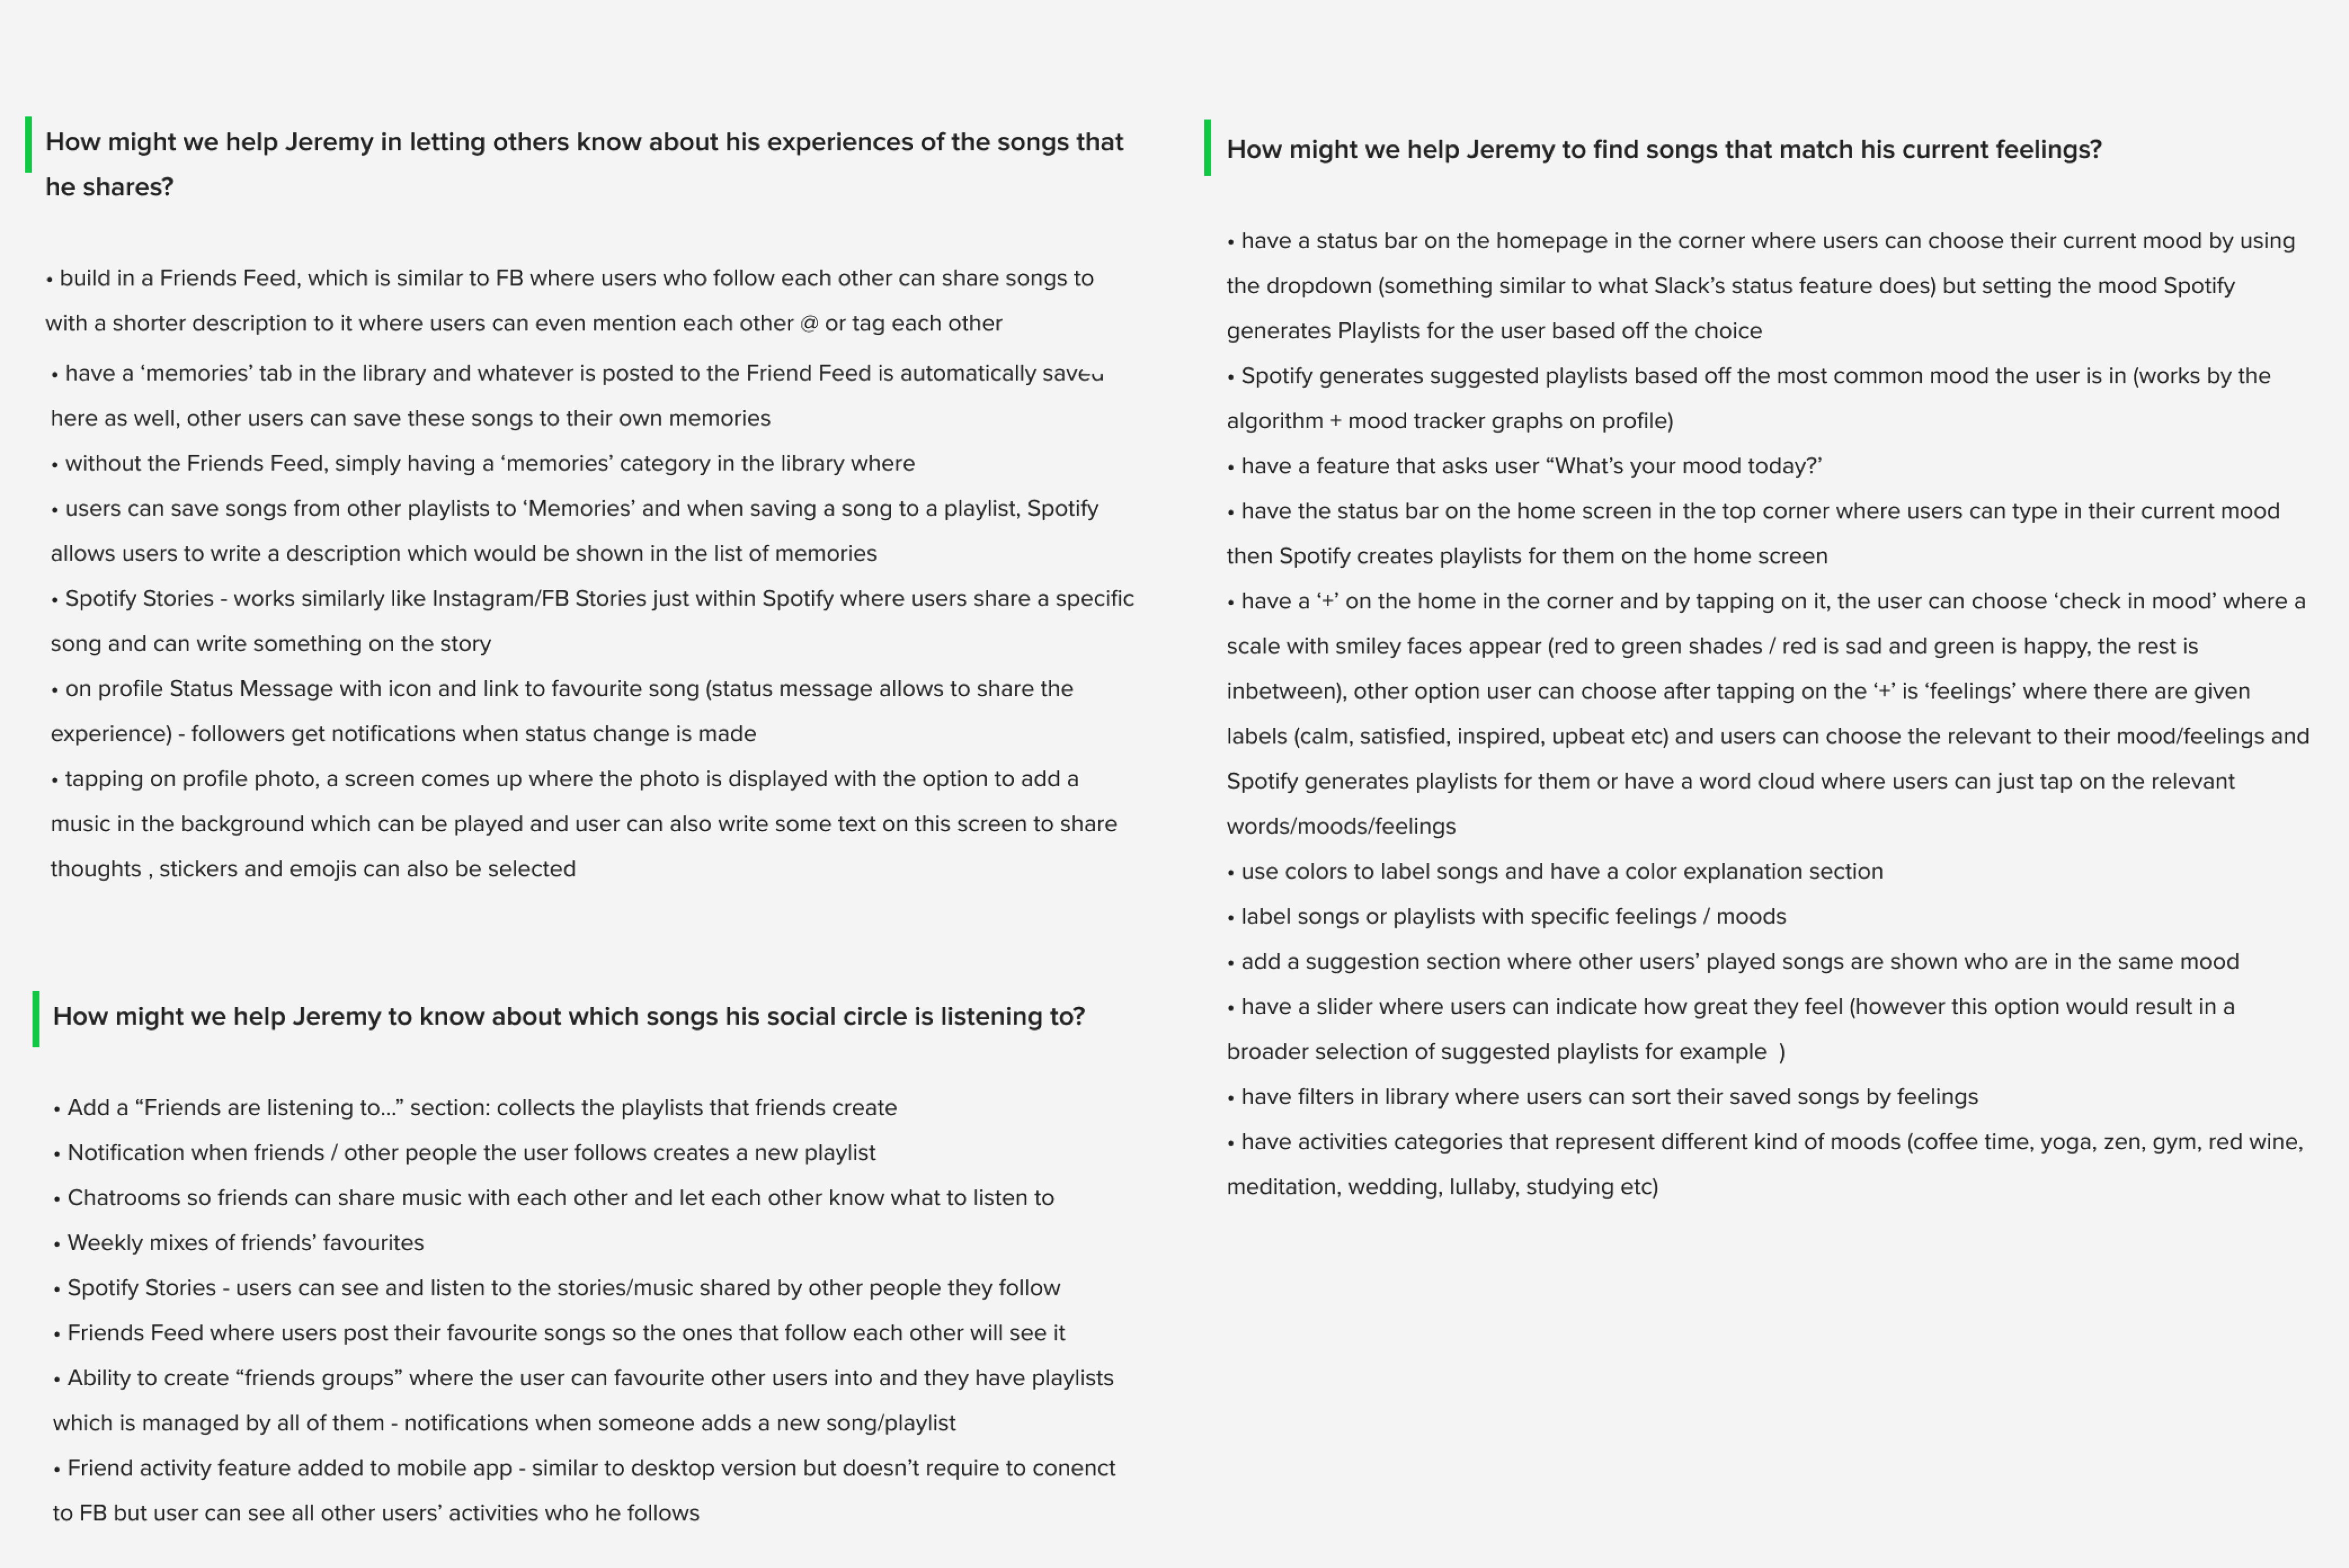 How might we help Jeremy in letting others know about his experiences of the songs that
he shares?
• build in a Friends Feed, which is similar to FB where users who follow each other can share songs to
with a shorter description to it where users can even mention each other @ or tag each other
• have a ‘memories’ tab in the library and whatever is posted to the Friend Feed is automatically saved
here as well, other users can save these songs to their own memories
• without the Friends Feed, simply having a ‘memories’ category in the library where
• users can save songs from other playlists to ‘Memories’ and when saving a song to a playlist, Spotify
allows users to write a description which would be shown in the list of memories
• Spotify Stories - works similarly like Instagram/FB Stories just within Spotify where users share a specific
song and can write something on the story
• on profile Status Message with icon and link to favourite song (status message allows to share the
experience) - followers get notifications when status change is made
• tapping on profile photo, a screen comes up where the photo is displayed with the option to add a
music in the background which can be played and user can also write some text on this screen to share
thoughts , stickers and emojis can also be selected
How might we help Jeremy to know about which songs his social circle is listening to?
• Add a “Friends are listening to...” section: collects the playlists that friends create
• Notification when friends / other people the user follows creates a new playlist
• Chatrooms so friends can share music with each other and let each other know what to listen to
• Weekly mixes of friends’ favourites
• Spotify Stories - users can see and listen to the stories/music shared by other people they follow
• Friends Feed where users post their favourite songs so the ones that follow each other will see it
• Ability to create “friends groups” where the user can favourite other users into and they have playlists
which is managed by all of them - notifications when someone adds a new song/playlist
• Friend activity feature added to mobile app - similar to desktop version but doesn’t require to conenct
to FB but user can see all other users’ activities who he follows
How might we help Jeremy to find songs that match his current feelings?
• have a status bar on the homepage in the corner where users can choose their current mood by using
the dropdown (something similar to what Slack’s status feature does) but setting the mood Spotify
generates Playlists for the user based off the choice
• Spotify generates suggested playlists based off the most common mood the user is in (works by the
algorithm + mood tracker graphs on profile)
• have a feature that asks user “What’s your mood today?’
• have the status bar on the home screen in the top corner where users can type in their current mood
then Spotify creates playlists for them on the home screen
• have a ‘+’ on the home in the corner and by tapping on it, the user can choose ‘check in mood’ where a
scale with smiley faces appear (red to green shades / red is sad and green is happy, the rest is
inbetween), other option user can choose after tapping on the ‘+’ is ‘feelings’ where there are given
labels (calm, satisfied, inspired, upbeat etc) and users can choose the relevant to their mood/feelings and
Spotify generates playlists for them or have a word cloud where users can just tap on the relevant
words/moods/feelings
• use colors to label songs and have a color explanation section
• label songs or playlists with specific feelings / moods
• add a suggestion section where other users’ played songs are shown who are in the same mood
• have a slider where users can indicate how great they feel (however this option would result in a
broader selection of suggested playlists for example  )
• have filters in library where users can sort their saved songs by feelings
• have activities categories that represent different kind of moods (coffee time, yoga, zen, gym, red wine,
meditation, wedding, lullaby, studying etc)